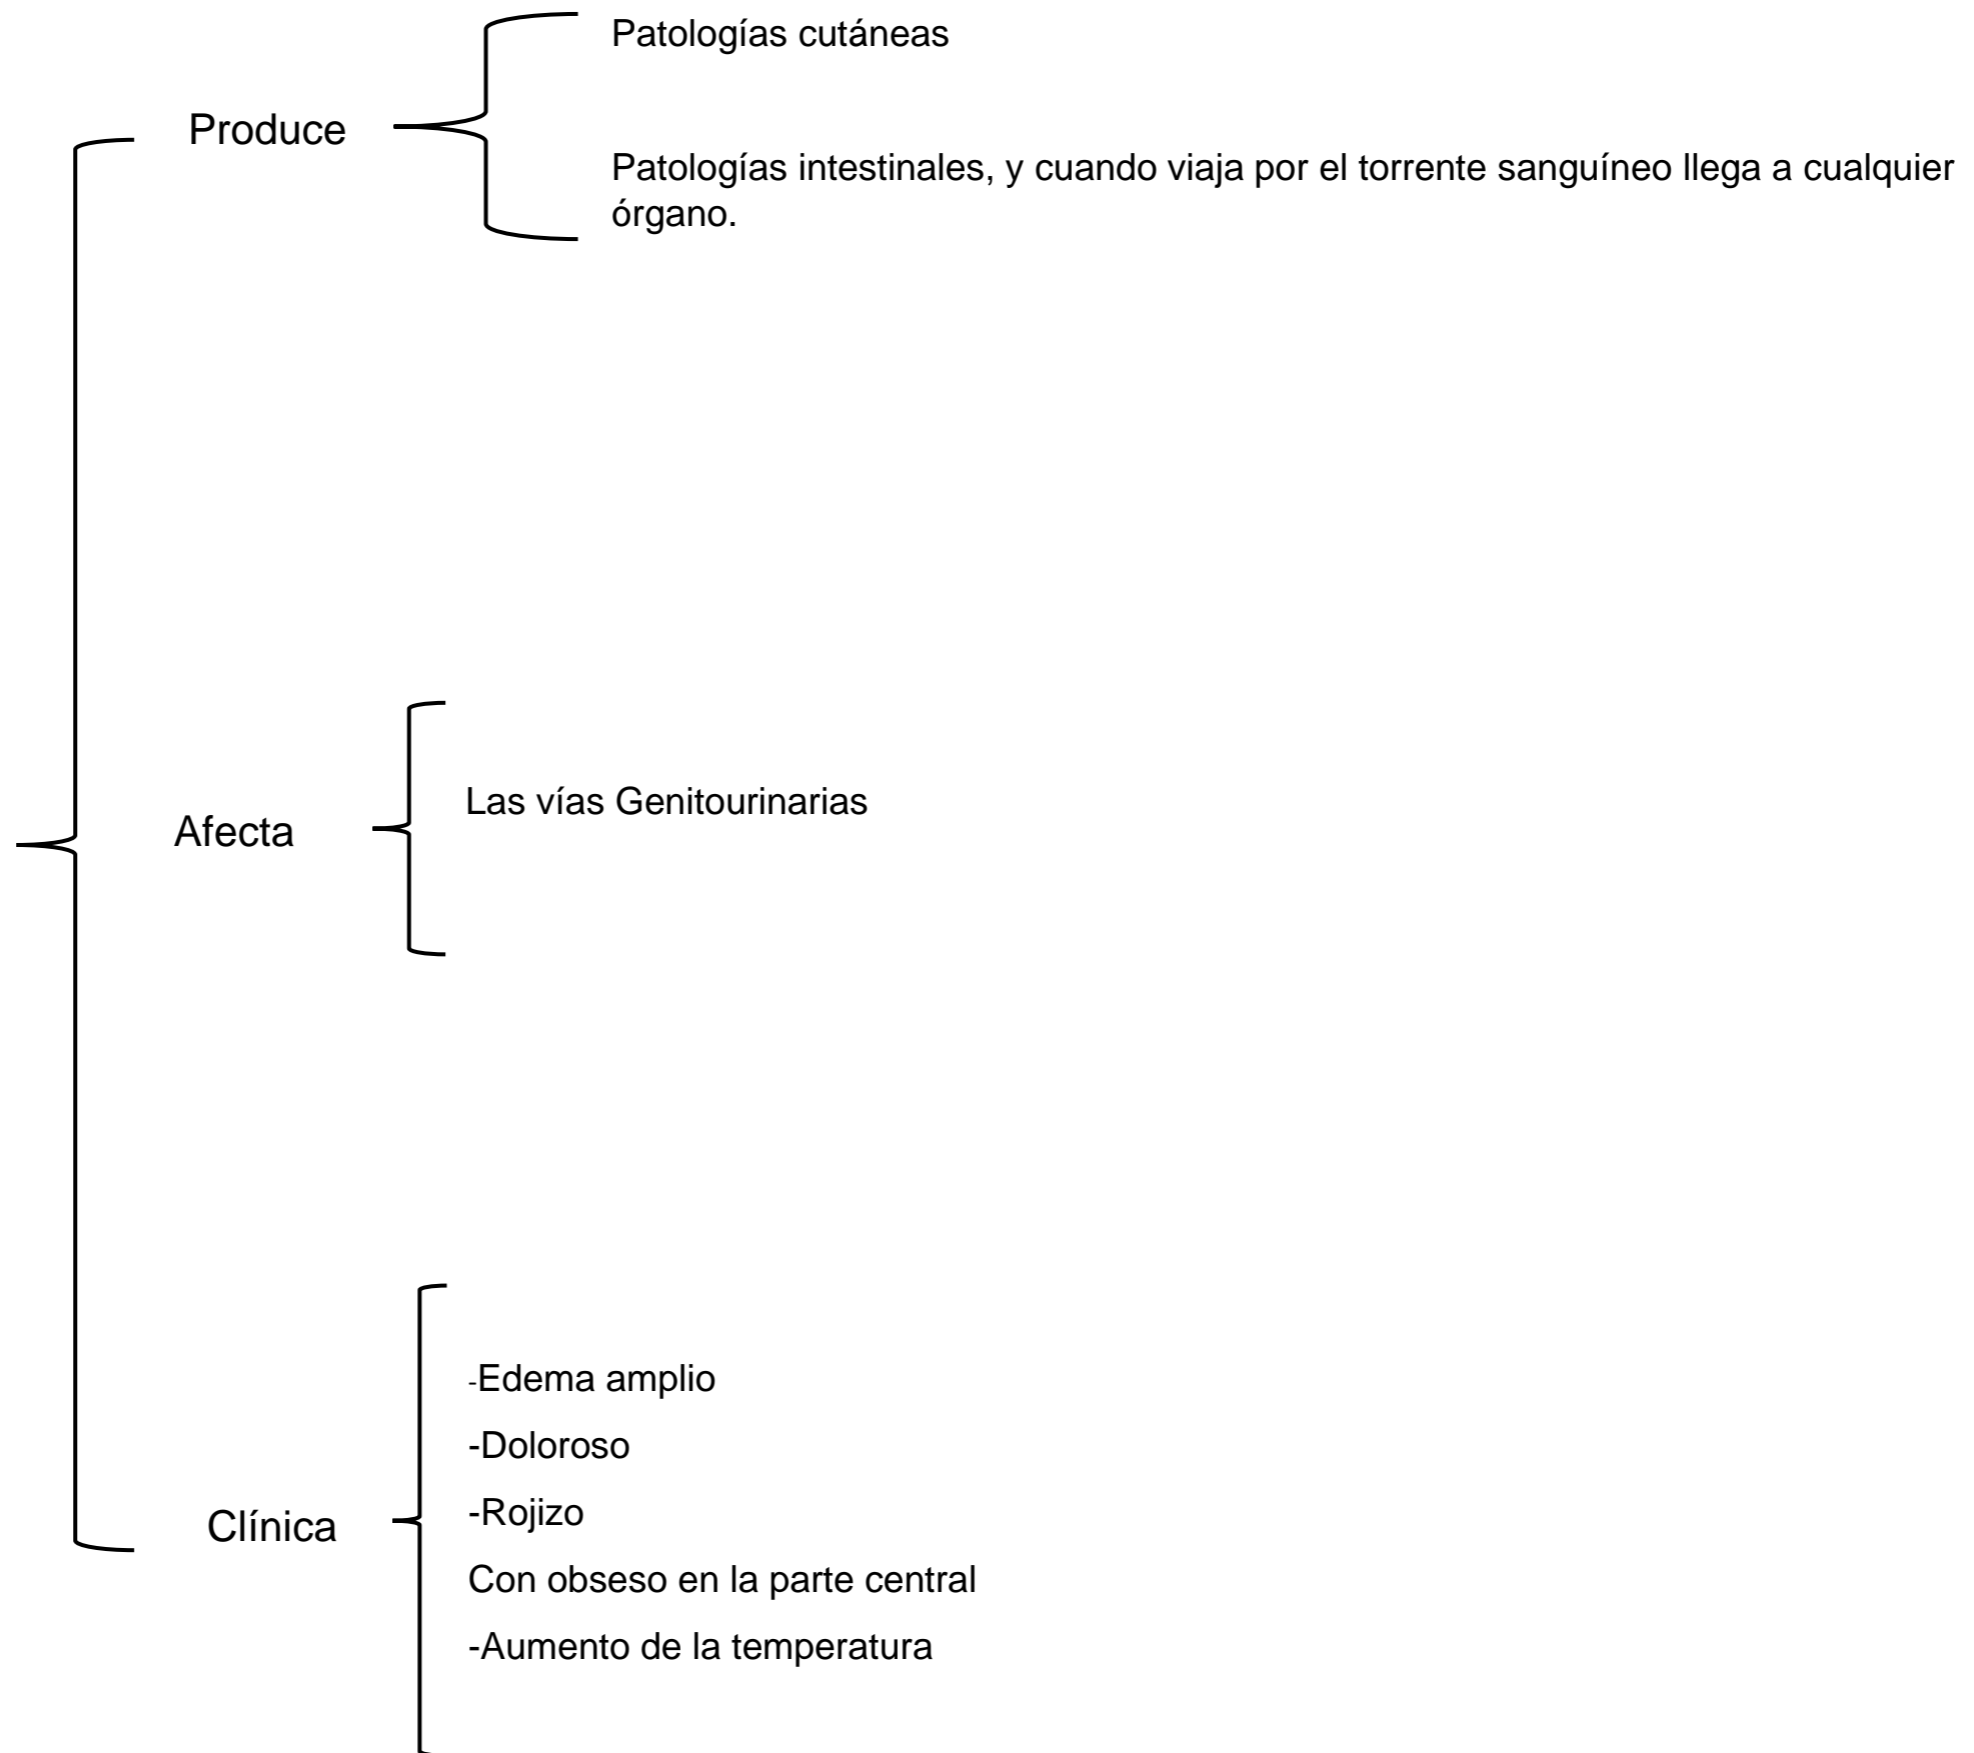 Patologías cutáneas
Produce
Patologías intestinales, y cuando viaja por el torrente sanguíneo llega a cualquier
órgano.
Las vías Genitourinarias
Afecta
-Edema amplio
-Doloroso
-Rojizo
Clínica
Con obseso en la parte central
-Aumento de la temperatura